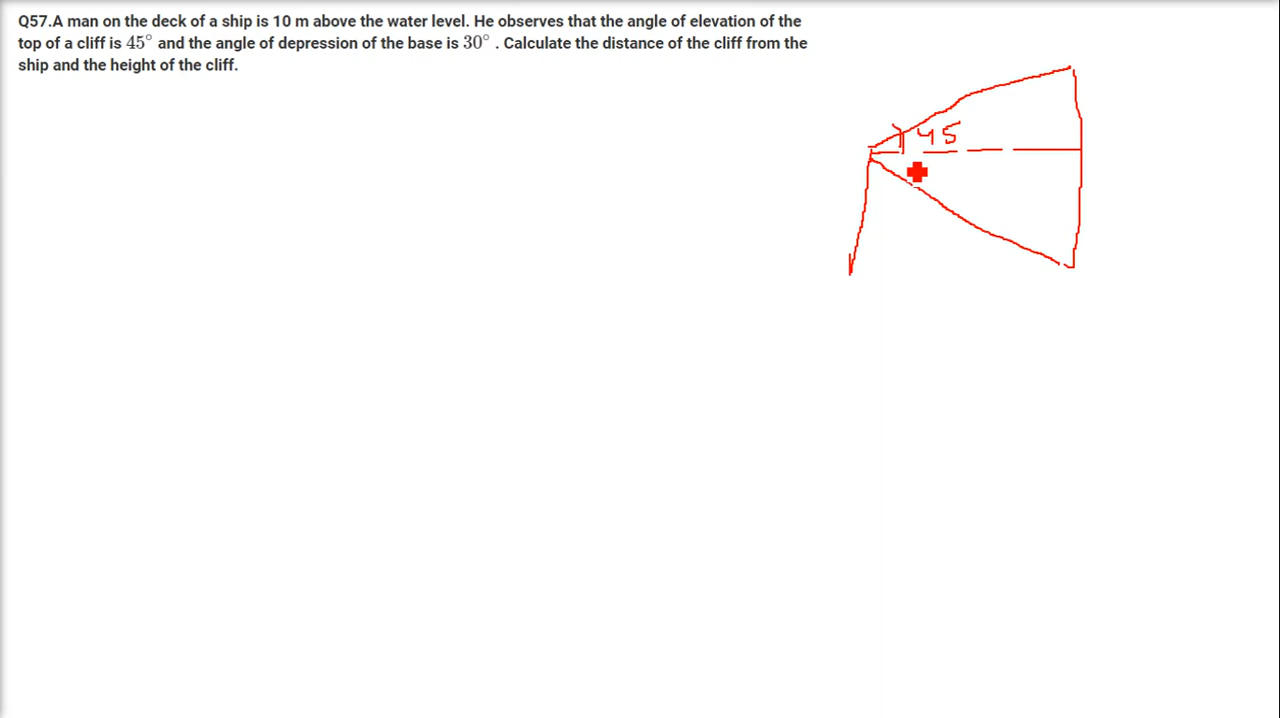 Q57.A man on the deck of a ship is 10 m above the water level. He observes that the angle of elevation of the
top of a cliff is 45° and the angle of depression of the base is 30° . Calculate the distance of the cliff from the
ship and the height of the cliff.
45